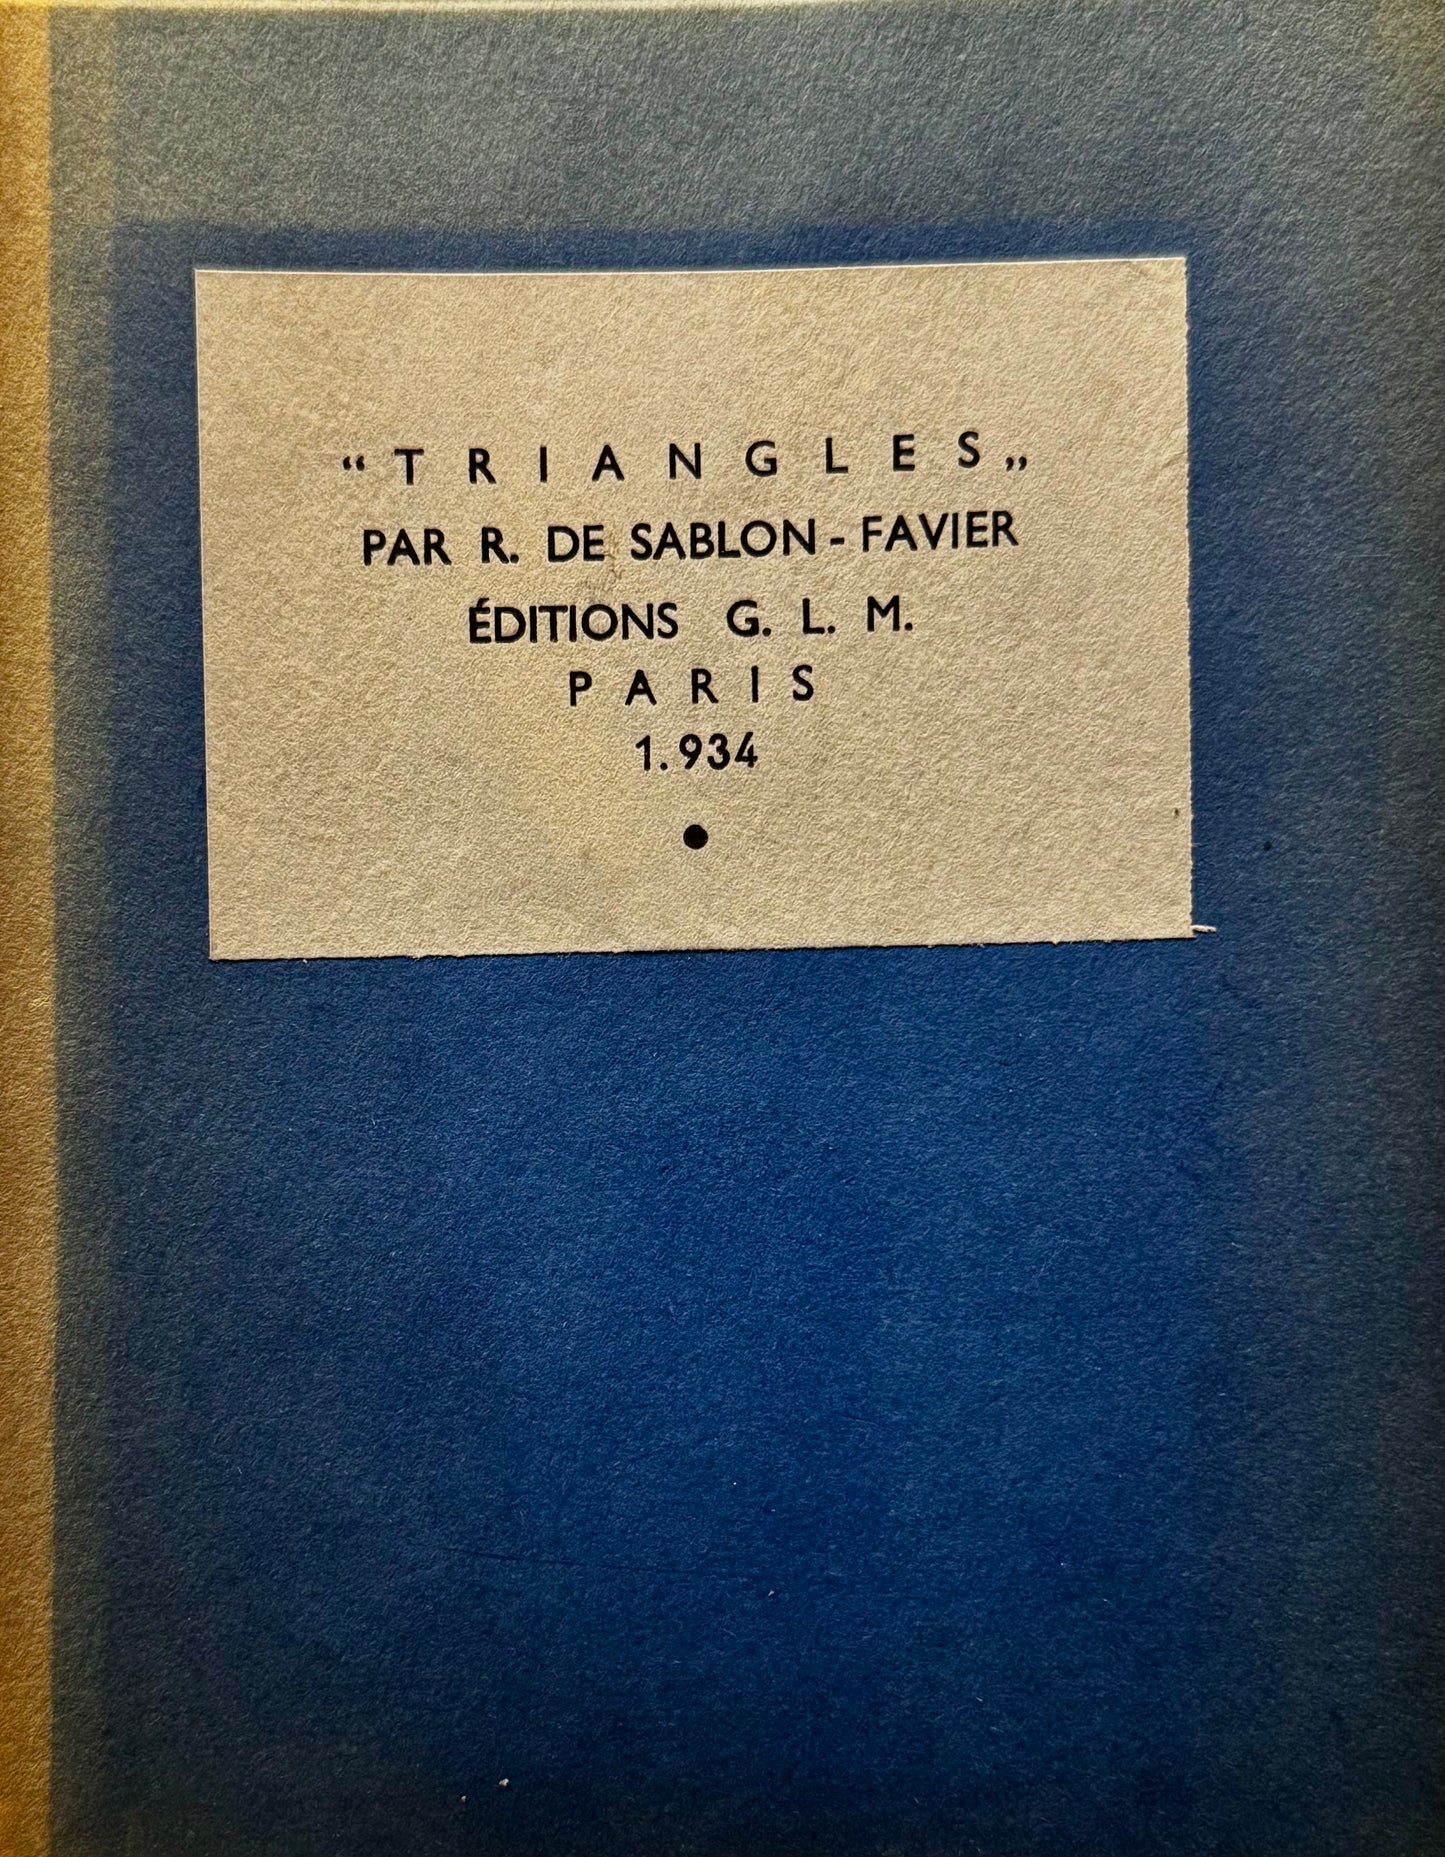 “TRIANGLES„
PAR R. DE SABLON-FAVIER
ÉDITIONS G. L. M.
PARIS
1.934